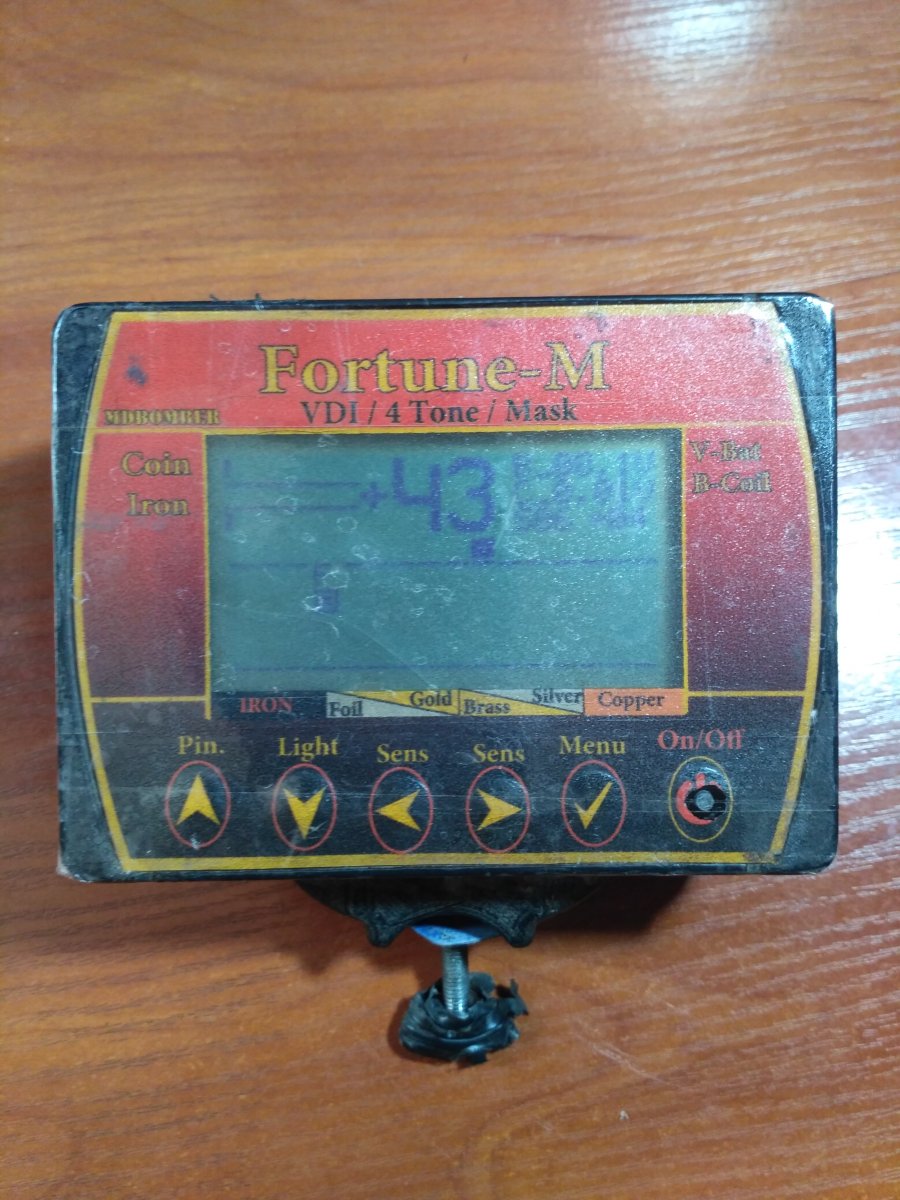 Fortune-M
MDBOMBER
VDI / 4 Tone / Mask
Coin
Iron
+43
V-Bat
B-Coil
IRON
Foil
Gold
Brass
Silver
Copper
Pin. Light Sens Sens Menu On/Off